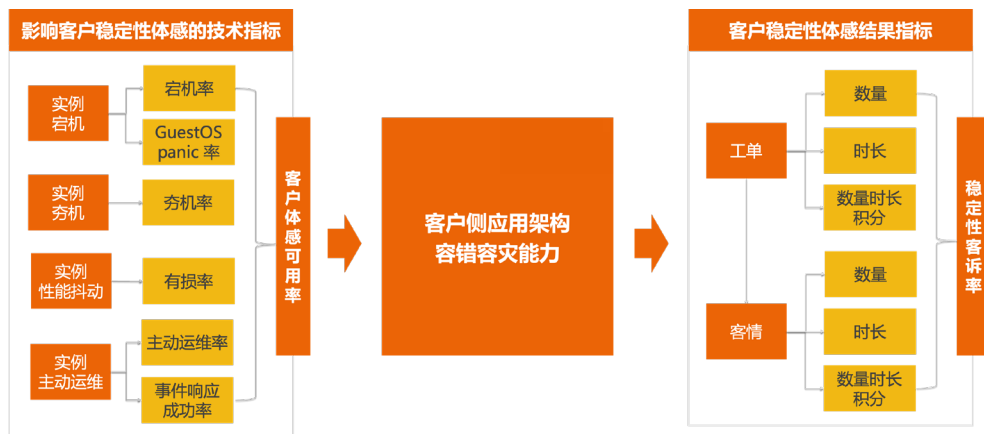 影响客户稳定性体感的技术指标
实例
宕机
宕机率
GuestOS
panic 率
实例
夯机
夯机率
实例
性能抖动
有损率
实例
主动运维
主动运维率
事件响应
成功率
客户体感可用率
客户侧应用架构
容错容灾能力
客户稳定性体感结果指标
工单
数量
时长
数量时长
积分
客情
数量
时长
数量时长
积分
稳定性客诉率